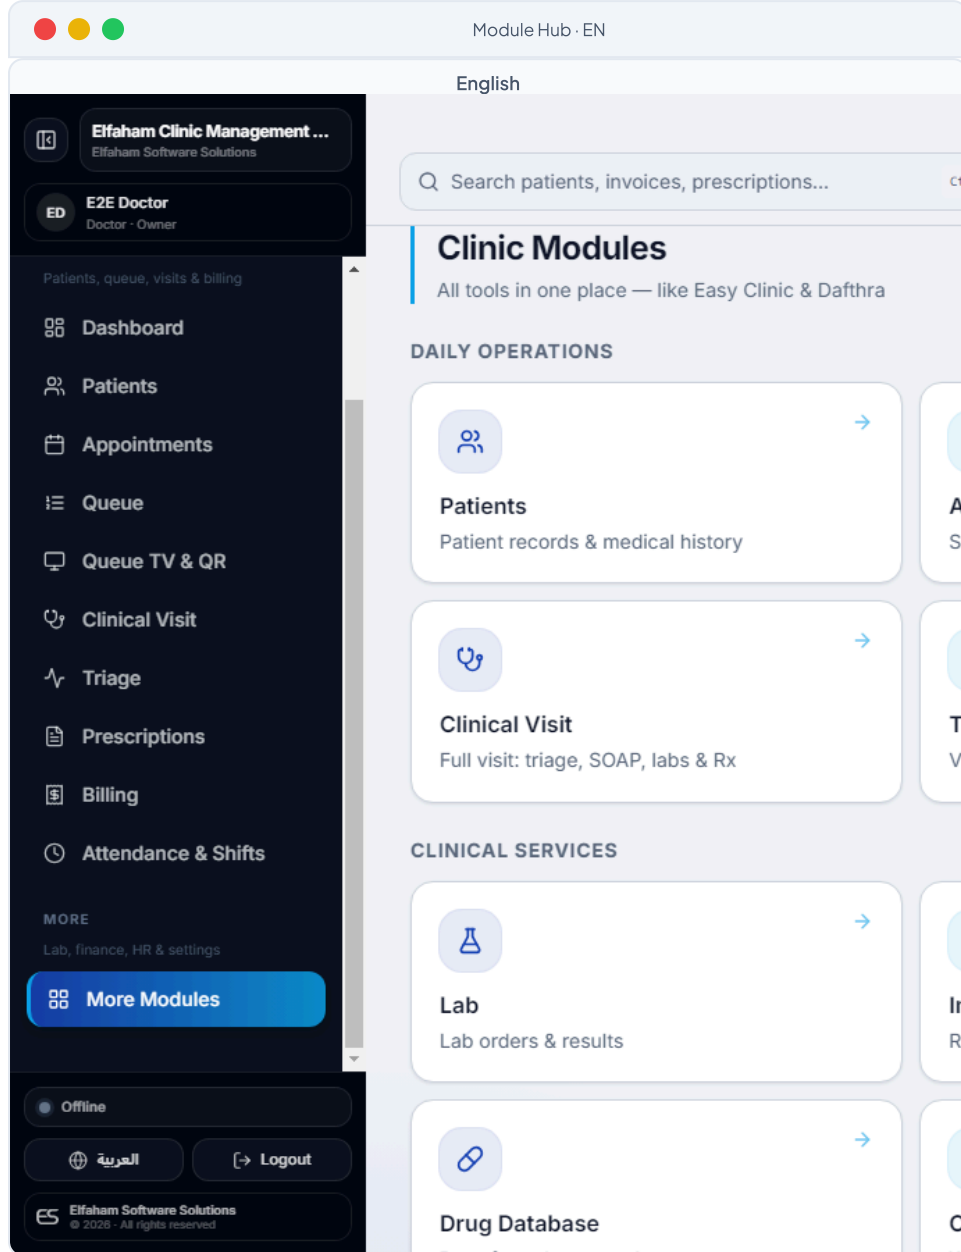 Module Hub · EN
English
Elfaham Clinic Management ...
Elfaham Software Solutions
ED
E2E Doctor
Doctor · Owner
Patients, queue, visits & billing
Dashboard
Patients
Appointments
Queue
Queue TV & QR
Clinical Visit
Triage
Prescriptions
Billing
Attendance & Shifts
MORE
Lab, finance, HR & settings
More Modules
Offline
العربية
Logout
ES
Elfaham Software Solutions
© 2026 · All rights reserved
Search patients, invoices, prescriptions...
Clinic Modules
All tools in one place — like Easy Clinic & Dafthra
DAILY OPERATIONS
Patients
Patient records & medical history
Clinical Visit
Full visit: triage, SOAP, labs & Rx
CLINICAL SERVICES
Lab
Lab orders & results
Drug Database